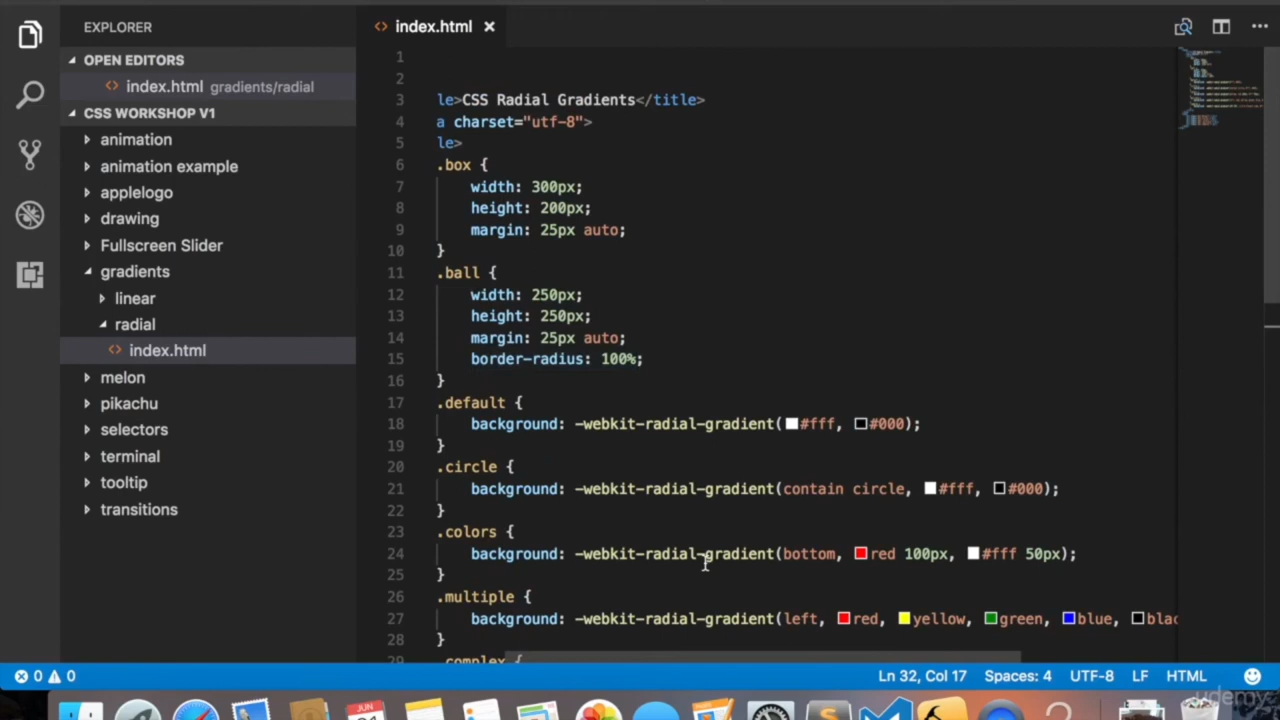 EXPLORER
index.html
OPEN EDITORS
index.html gradients/radial
CSS WORKSHOP V1
animation
animation example
applelogo
drawing
Fullscreen Slider
gradients
linear
radial
index.html
melon
pikachu
selectors
terminal
tooltip
transitions
1
2
3 le>CSS Radial Gradients</title>
4 a charset="utf-8">
5 le>
6 .box {
7 width: 300px;
8 height: 200px;
9 margin: 25px auto;
10 }
11 .ball {
12 width: 250px;
13 height: 250px;
14 margin: 25px auto;
15 border-radius: 100%;
16 }
17 .default {
18 background: -webkit-radial-gradient(#fff, #000);
19 }
20 .circle {
21 background: -webkit-radial-gradient(contain circle, #fff, #000);
22 }
23 .colors {
24 background: -webkit-radial-gradient(bottom, red 100px, #fff 50px);
25 }
26 .multiple {
27 background: -webkit-radial-gradient(left, red, yellow, green, blue, blac
28 }
29 .complex {
0 0 Ln 32, Col 17 Spaces: 4 UTF-8 LF HTML
JUN
udemy